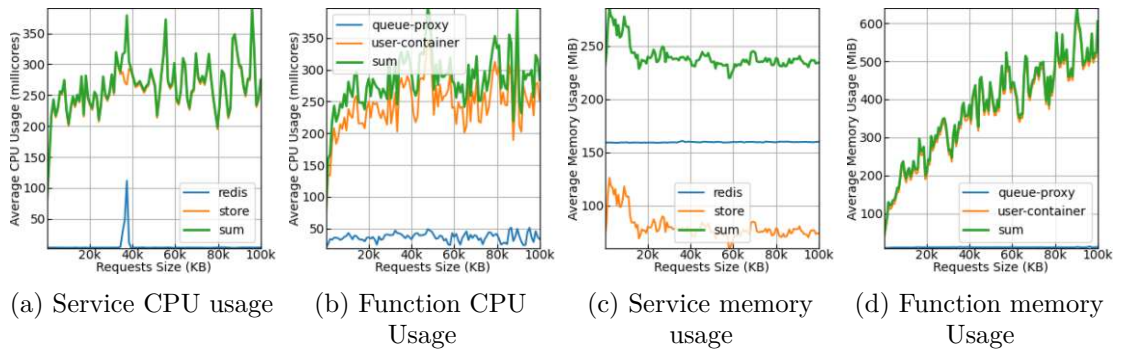 Average CPU Usage (millicores)
350
300
250
200
150
100
50
redis
store
sum
20k 40k 60k 80k 100k
Requests Size (KB)
(a) Service CPU usage
Average CPU Usage (millicores)
350
300
250
200
150
100
50
queue-proxy
user-container
sum
20k 40k 60k 80k 100k
Requests Size (KB)
(b) Function CPU
Usage
Average Memory Usage (MiB)
250
200
150
100
redis
store
sum
20k 40k 60k 80k 100k
Requests Size (KB)
(c) Service memory
usage
Average Memory Usage (MiB)
600
500
400
300
200
100
queue-proxy
user-container
sum
20k 40k 60k 80k 100k
Requests Size (KB)
(d) Function memory
Usage